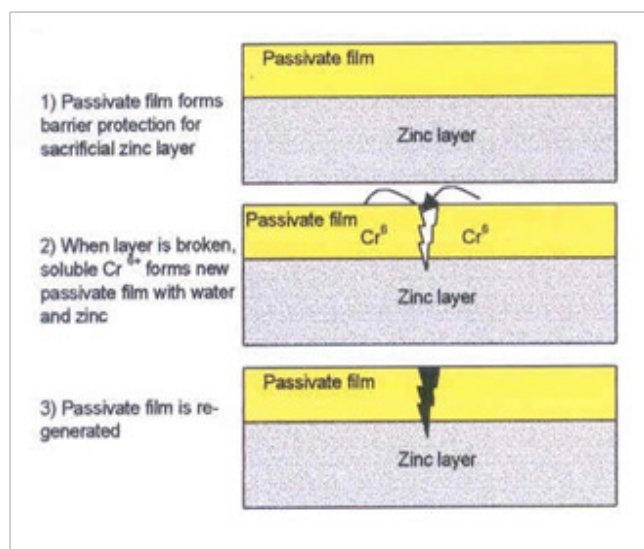 Passivate film
1) Passivate film forms
barrier protection for
sacrificial zinc layer
Zinc layer
Passivate film
Cr⁶
Cr⁶
2) When layer is broken,
soluble Cr ⁶⁺ forms new
passivate film with water
and zinc
Zinc layer
Passivate film
3) Passivate film is re-
generated
Zinc layer